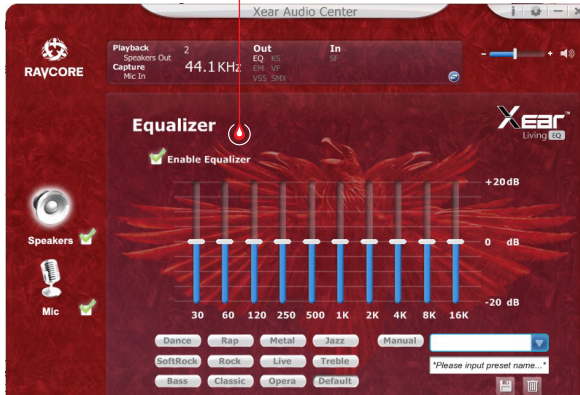 Xear Audio Center
RAVCORE
Playback 2 Out In
Speakers Out EQ KS SF
Capture 44.1KHz EM VF
Mic In VSS SMX
- +
Equalizer
Xear™
Living EQ
Enable Equalizer
+20dB
Speakers
0 dB
Mic
-20 dB
30 60 120 250 500 1K 2K 4K 8K 16K
Dance Rap Metal Jazz Manual
SoftRock Rock Live Treble *Please input preset name...*
Bass Classic Opera Default